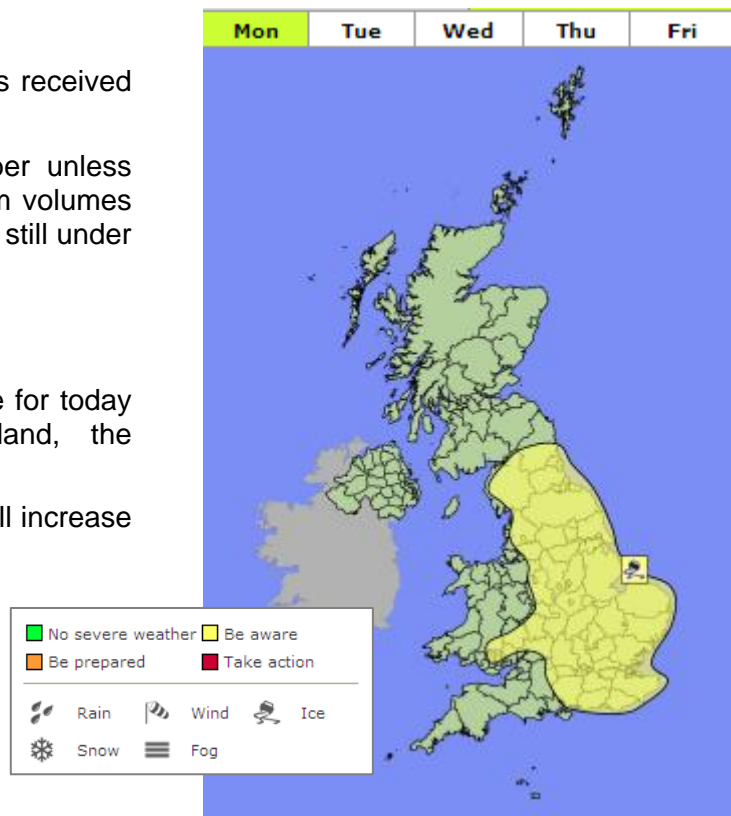 Mon Tue Wed Thu Fri
s received
per unless
n volumes
still under
e for today
land, the
ll increase
No severe weather Be aware
Be prepared Take action
Rain Wind Ice
Snow Fog